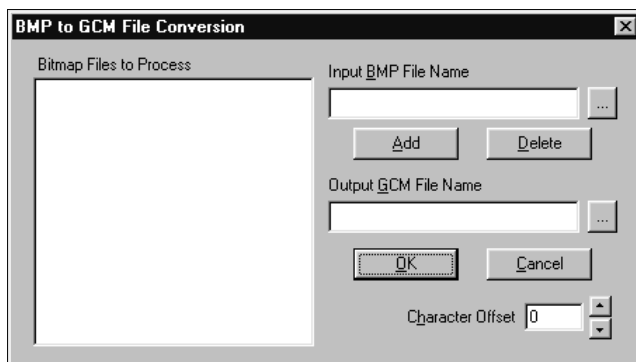 BMP to GCM File Conversion
Bitmap Files to Process
Input BMP File Name
...
Add Delete
Output GCM File Name
...
OK Cancel
Character Offset 0